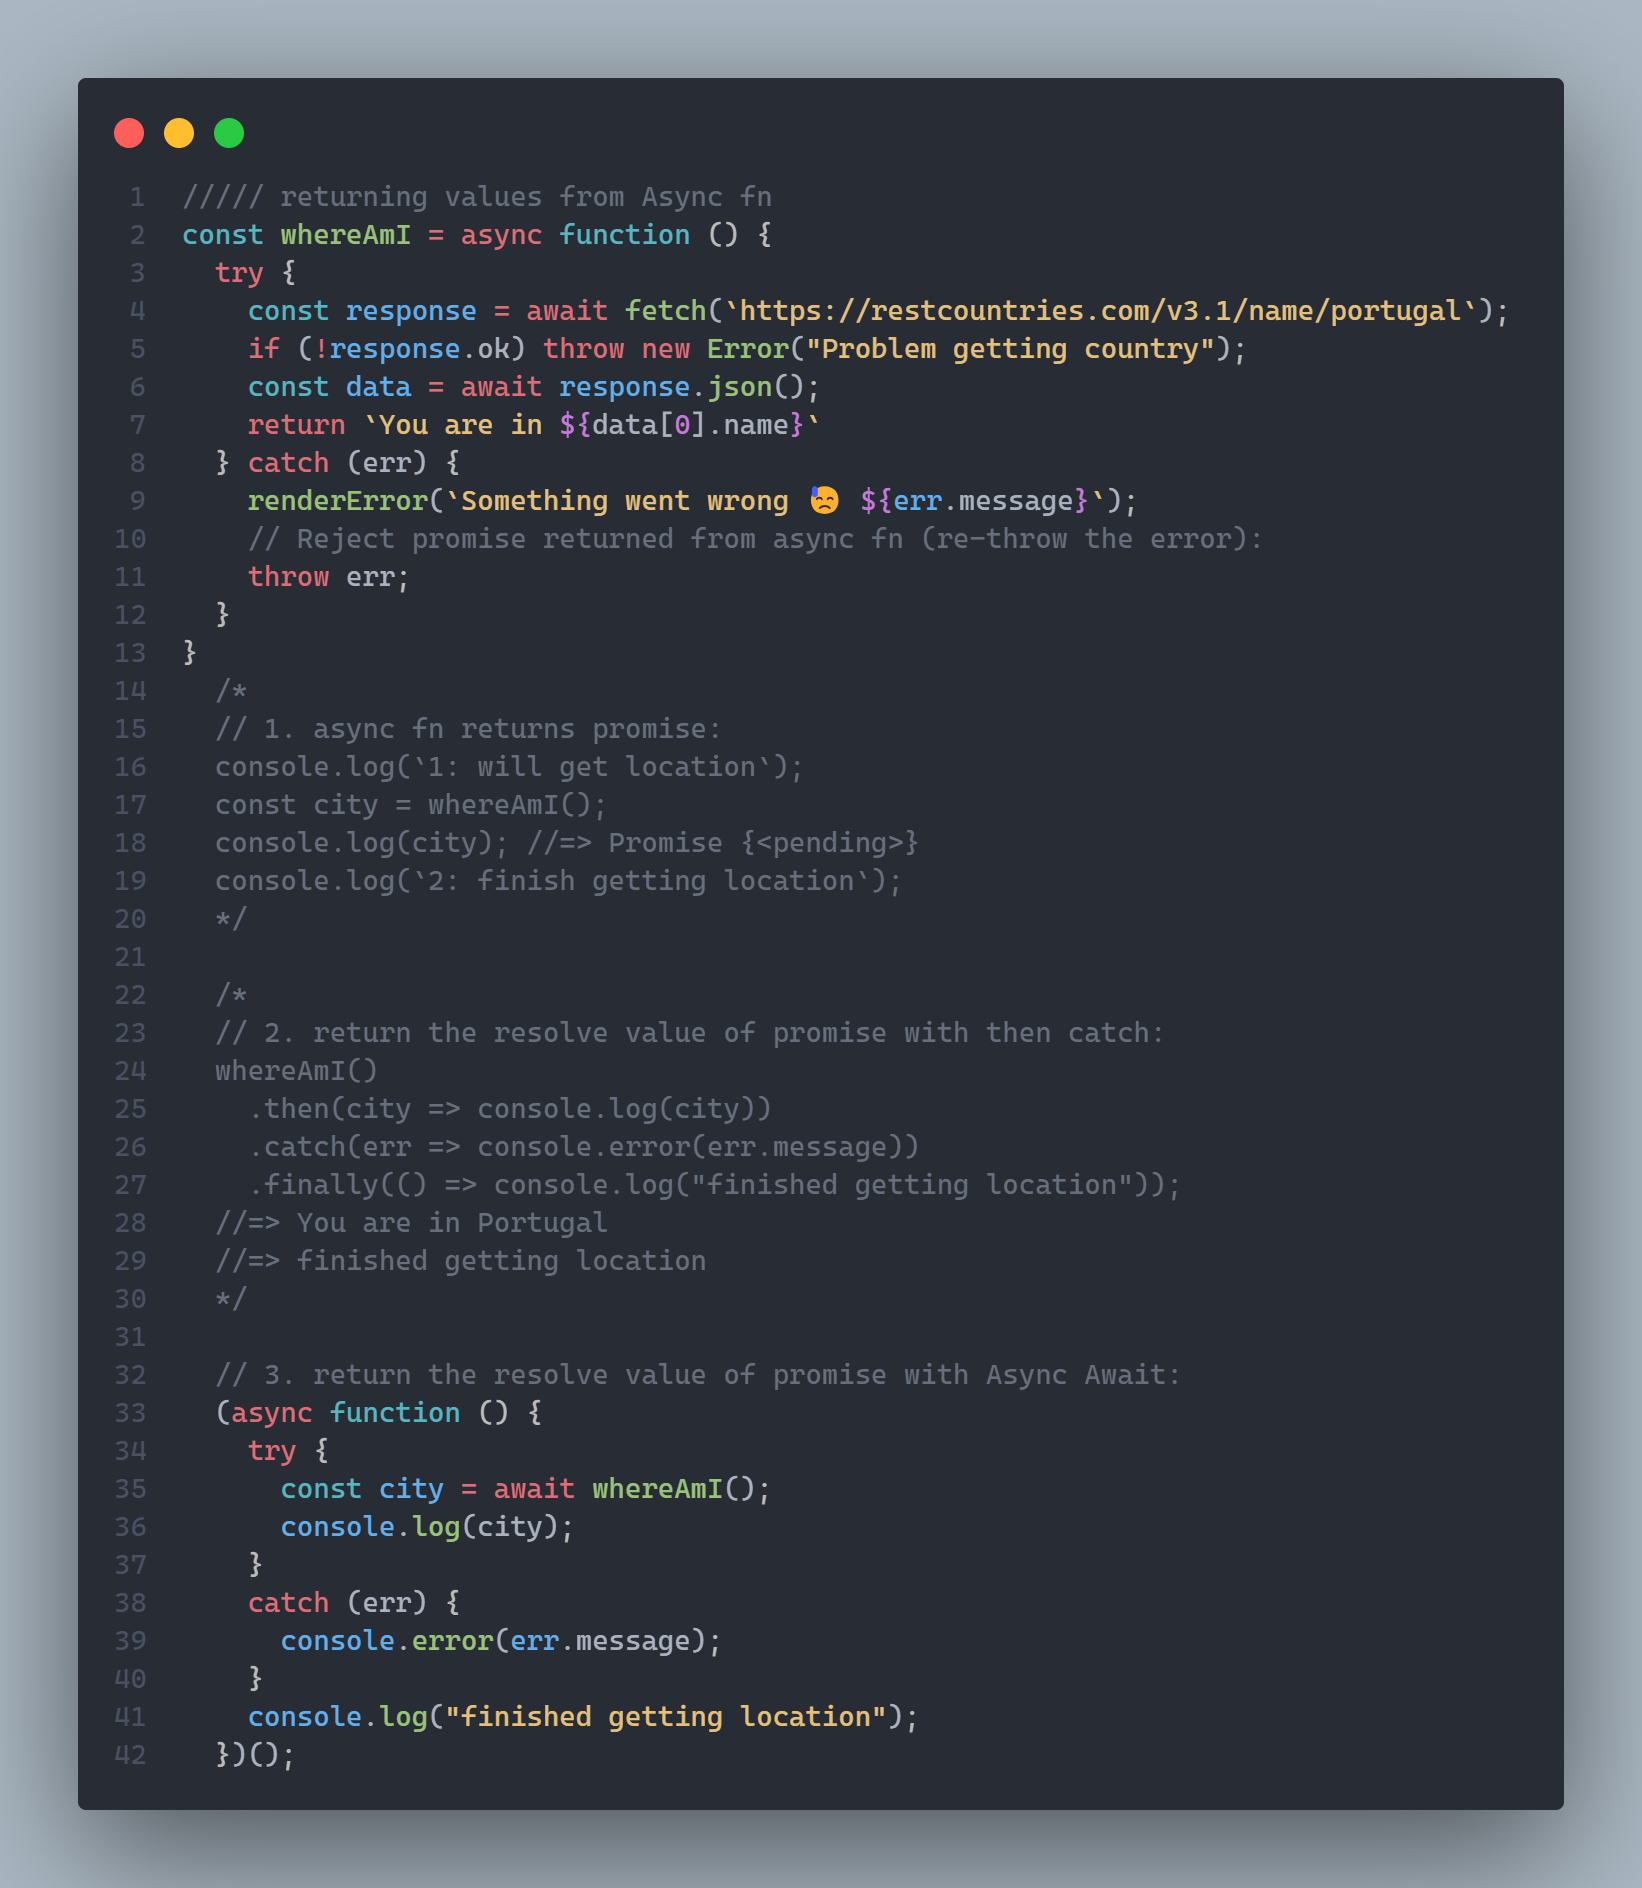 1 ///// returning values from Async fn
2 const whereAmI = async function () {
3   try {
4     const response = await fetch(`https://restcountries.com/v3.1/name/portugal`);
5     if (!response.ok) throw new Error("Problem getting country");
6     const data = await response.json();
7     return `You are in ${data[0].name}`
8   } catch (err) {
9     renderError(`Something went wrong 😓 ${err.message}`);
10     // Reject promise returned from async fn (re-throw the error):
11     throw err;
12   }
13 }
14   /*
15   // 1. async fn returns promise:
16   console.log(`1: will get location`);
17   const city = whereAmI();
18   console.log(city); //=> Promise {<pending>}
19   console.log(`2: finish getting location`);
20   */
21
22   /*
23   // 2. return the resolve value of promise with then catch:
24   whereAmI()
25     .then(city => console.log(city))
26     .catch(err => console.error(err.message))
27     .finally(() => console.log("finished getting location"));
28   //=> You are in Portugal
29   //=> finished getting location
30   */
31
32   // 3. return the resolve value of promise with Async Await:
33   (async function () {
34     try {
35       const city = await whereAmI();
36       console.log(city);
37     }
38     catch (err) {
39       console.error(err.message);
40     }
41     console.log("finished getting location");
42   })();